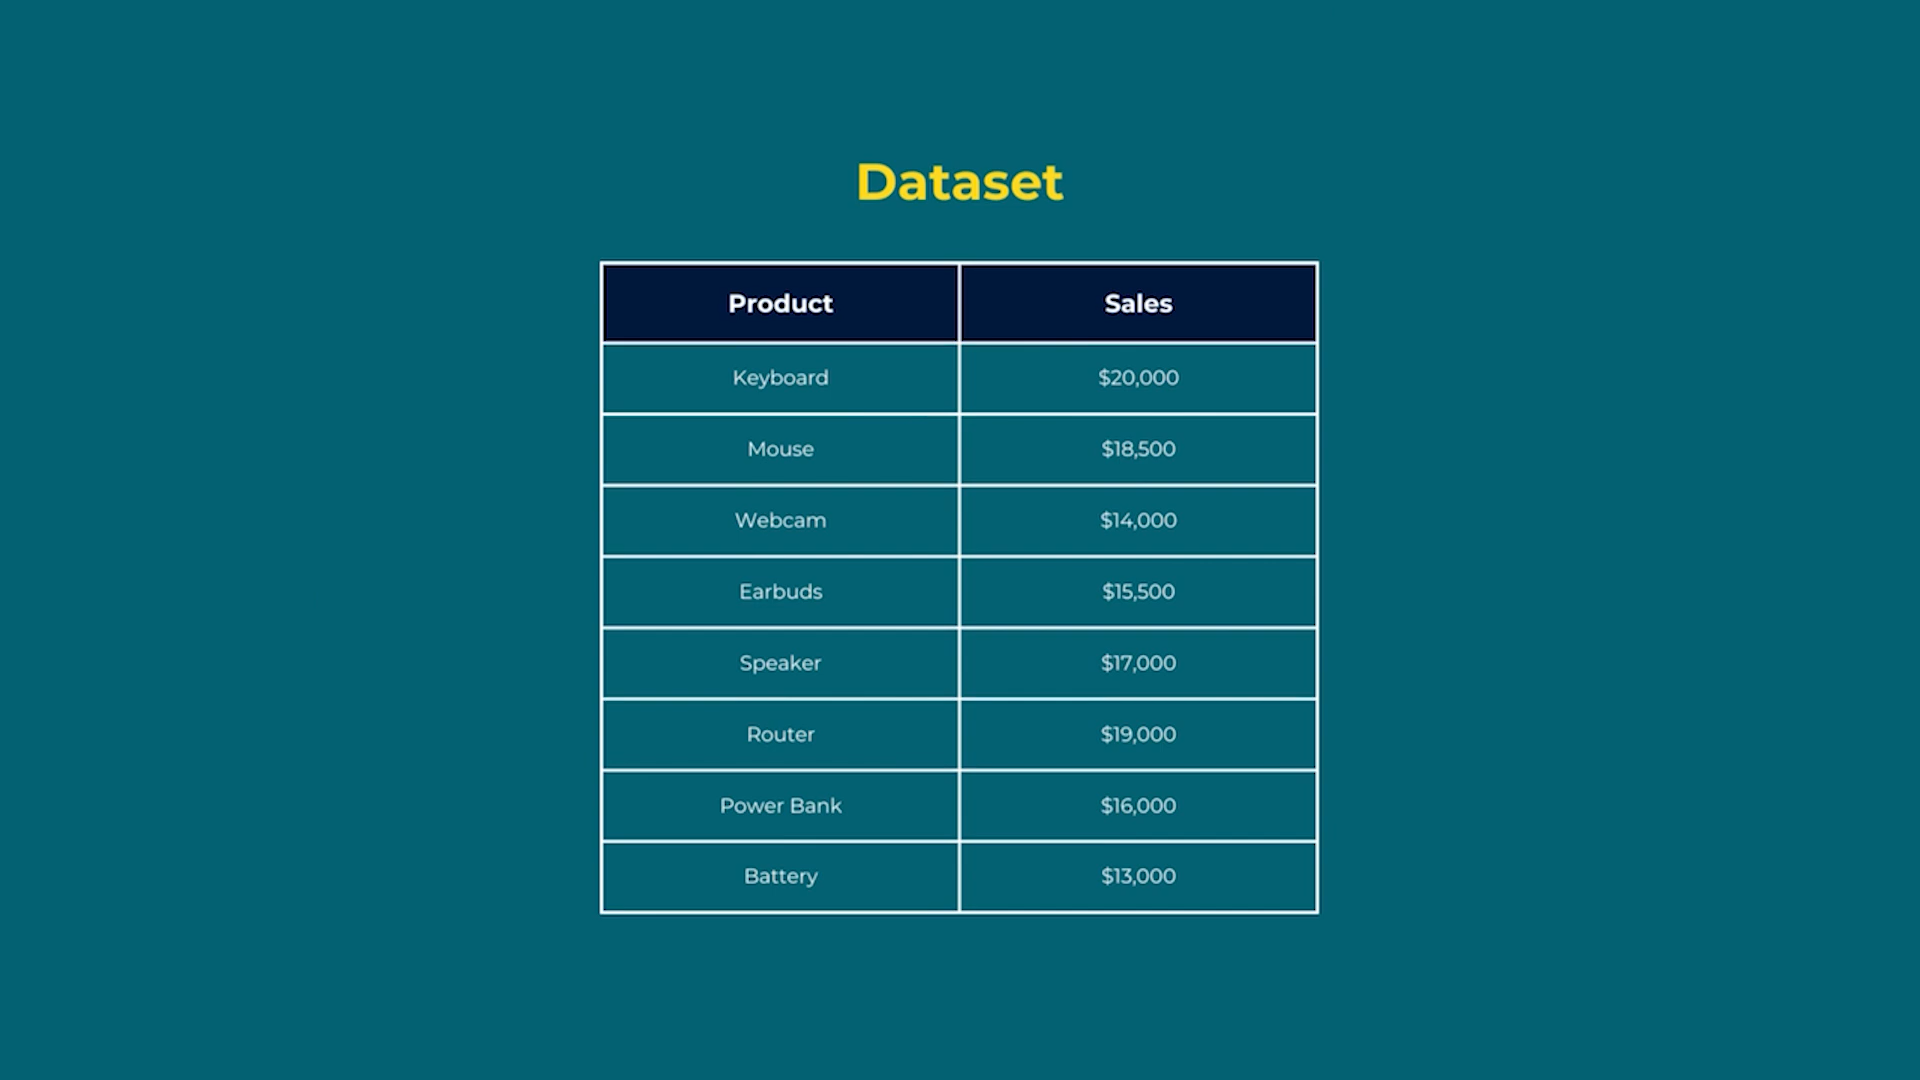 Dataset
Product Sales
Keyboard $20,000
Mouse $18,500
Webcam $14,000
Earbuds $15,500
Speaker $17,000
Router $19,000
Power Bank $16,000
Battery $13,000